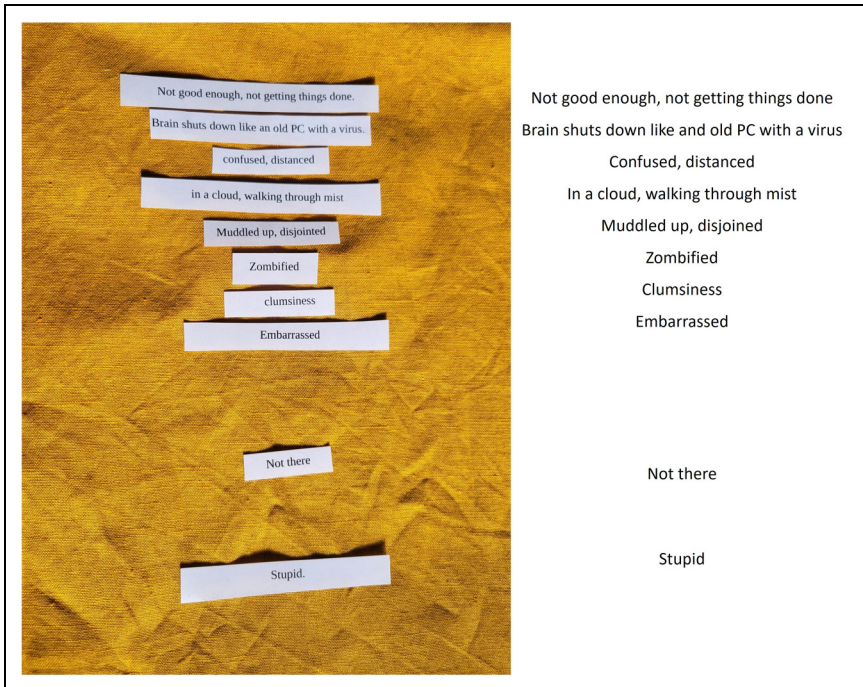 Not good enough, not getting things done.
Brain shuts down like an old PC with a virus.
confused, distanced
in a cloud, walking through mist
Muddled up, disjointed
Zombified
clumsiness
Embarrassed
Not there
Stupid.
Not good enough, not getting things done
Brain shuts down like and old PC with a virus
Confused, distanced
In a cloud, walking through mist
Muddled up, disjoined
Zombified
Clumsiness
Embarrassed
Not there
Stupid